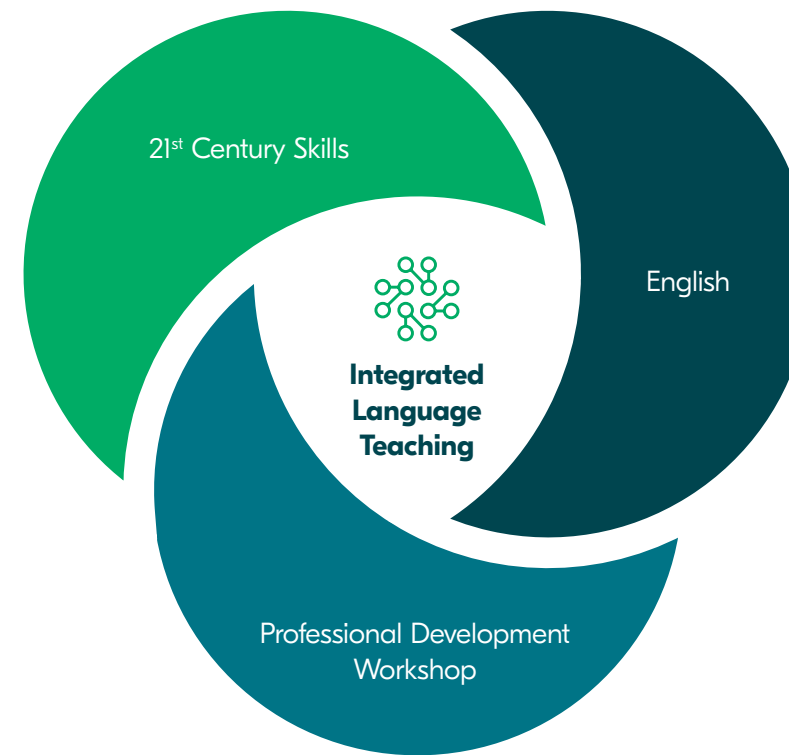 21st Century Skills
English
Integrated
Language
Teaching
Professional Development
Workshop